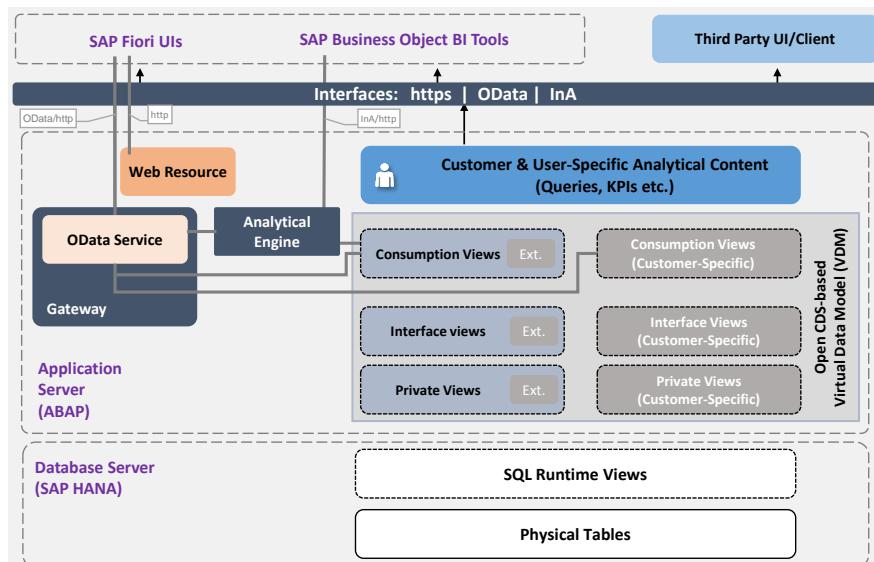 SAP Fiori UIs
SAP Business Object BI Tools
Third Party UI/Client
Interfaces: https | OData | InA
OData/http
http
InA/http
Web Resource
Customer & User-Specific Analytical Content
(Queries, KPIs etc.)
OData Service
Gateway
Analytical
Engine
Consumption Views
Ext.
Consumption Views
(Customer-Specific)
Interface views
Ext.
Interface Views
(Customer-Specific)
Private Views
Ext.
Private Views
(Customer-Specific)
Open CDS-based
Virtual Data Model (VDM)
Application
Server
(ABAP)
Database Server
(SAP HANA)
SQL Runtime Views
Physical Tables